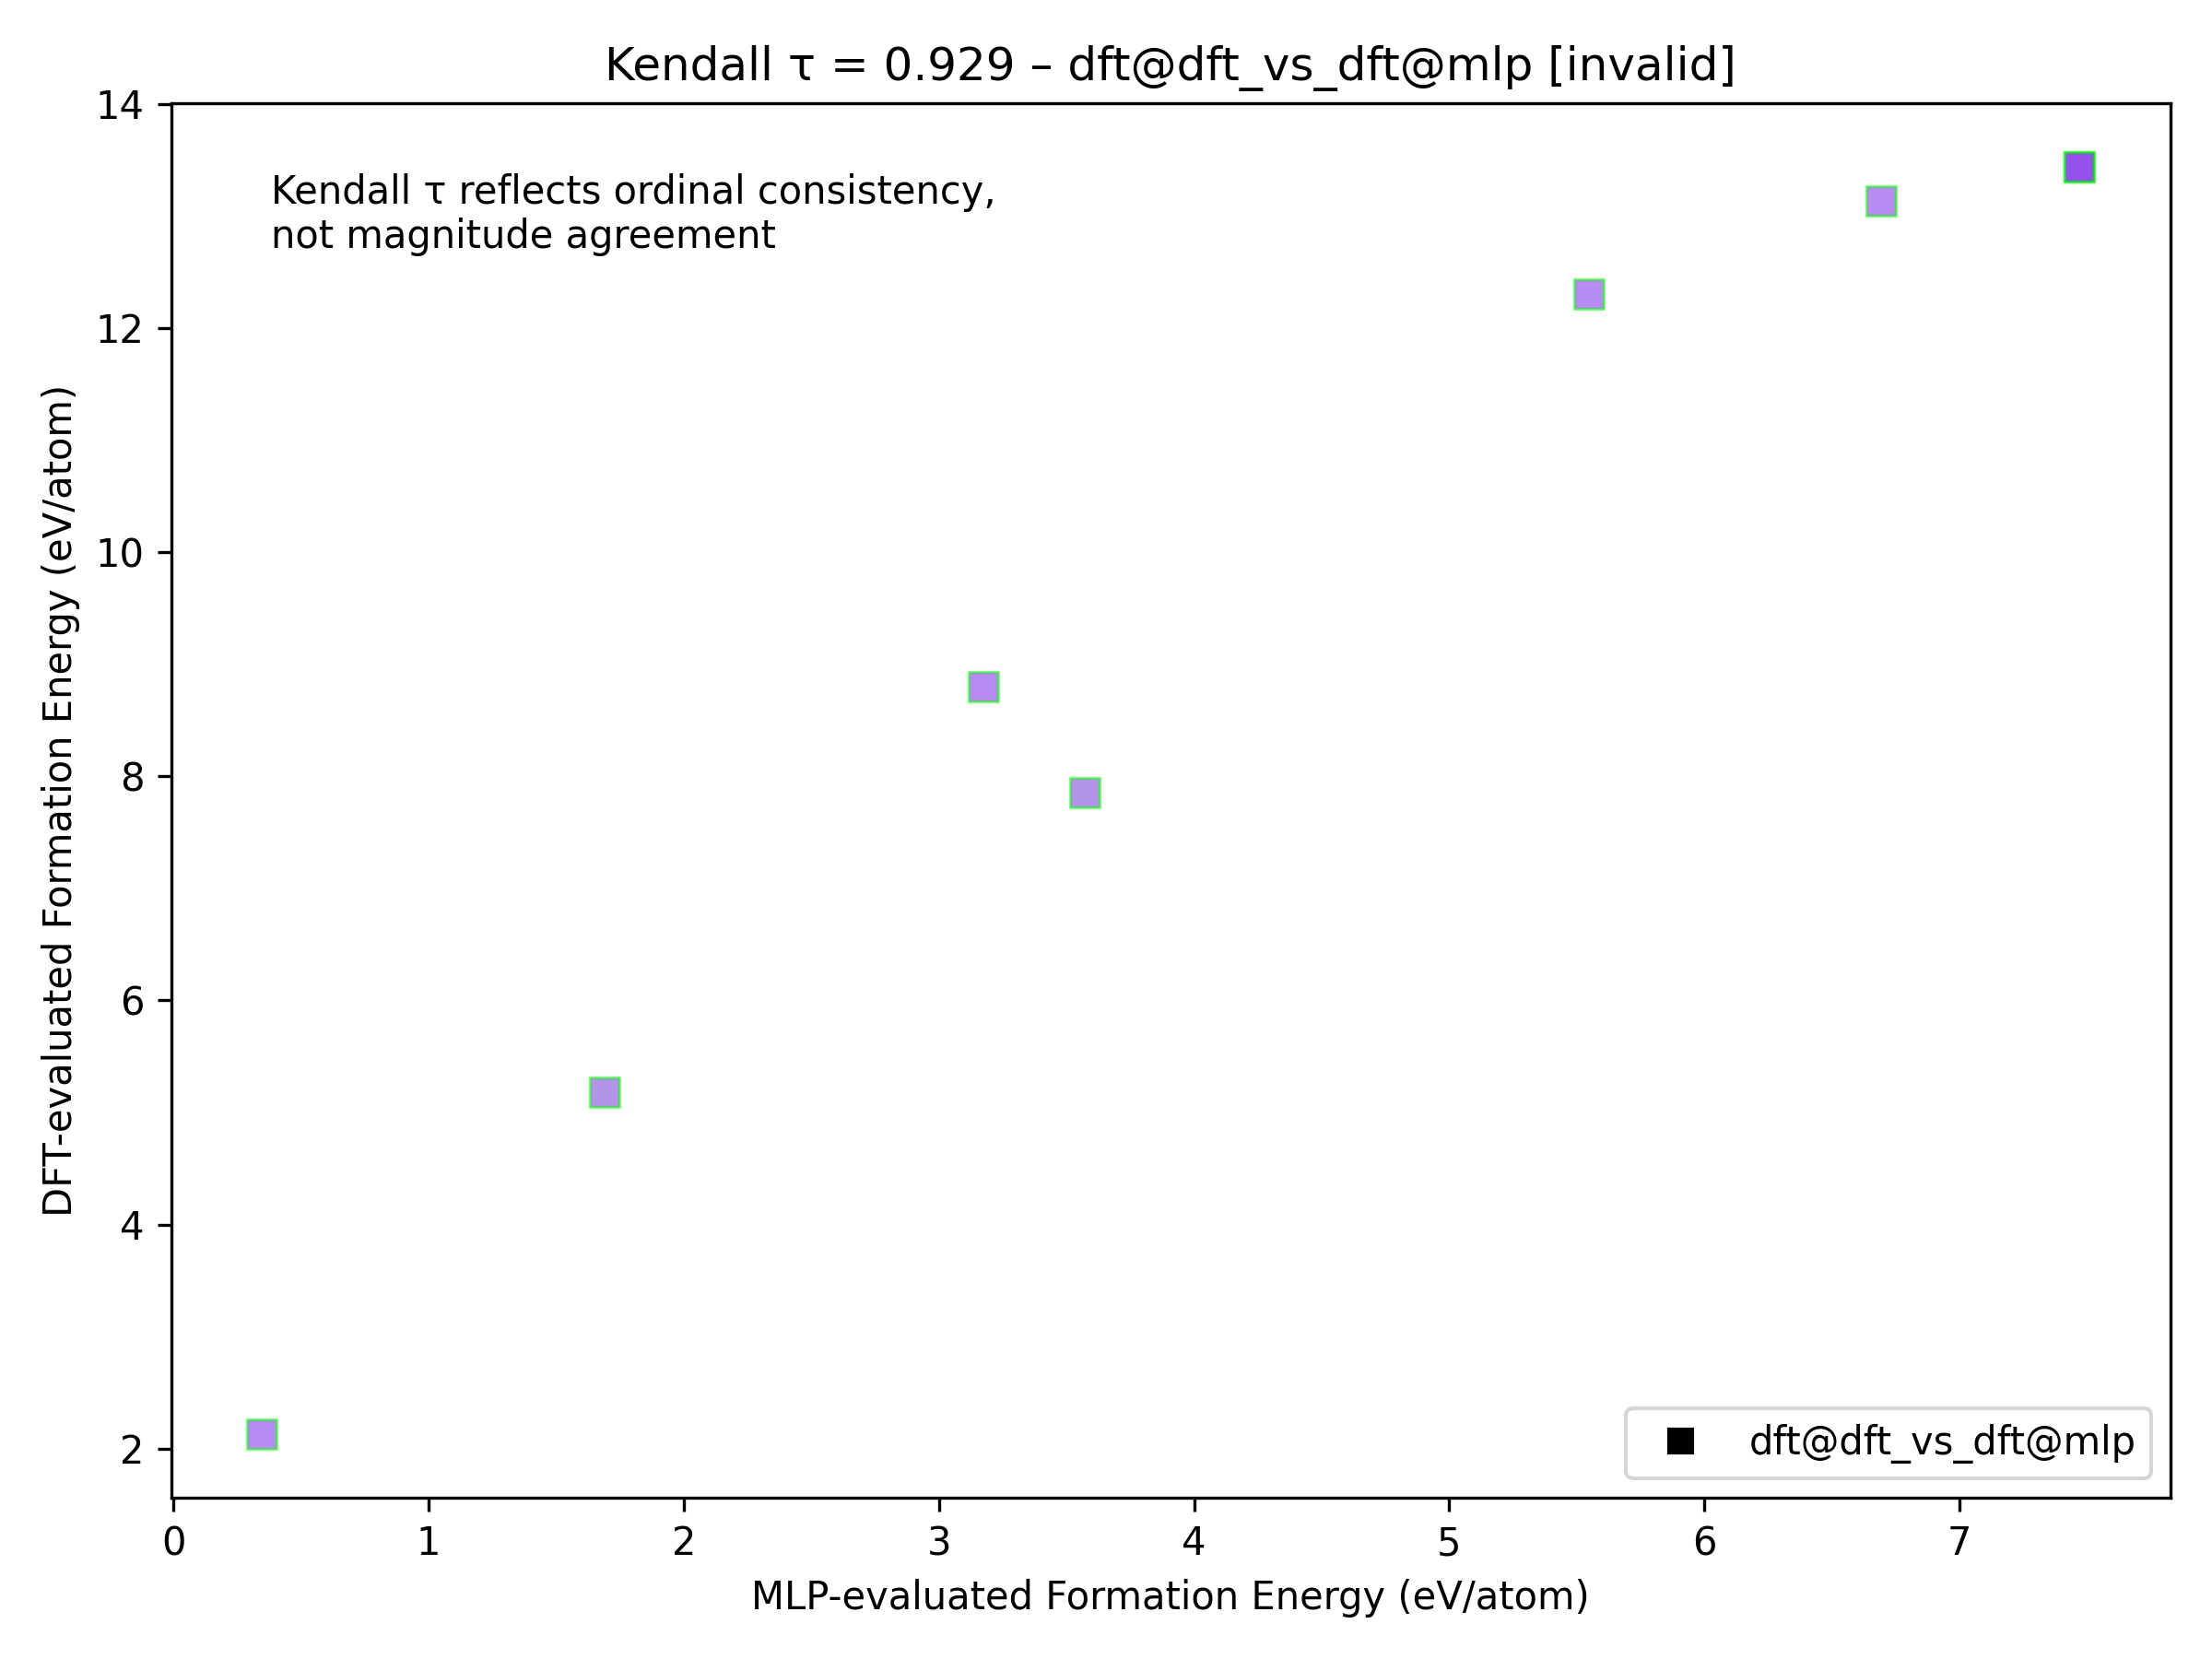 Kendall τ = 0.929 – dft@dft_vs_dft@mlp [invalid]
Kendall τ reflects ordinal consistency,
not magnitude agreement
DFT-evaluated Formation Energy (eV/atom)
14
12
10
8
6
4
2
dft@dft_vs_dft@mlp
0 1 2 3 4 5 6 7
MLP-evaluated Formation Energy (eV/atom)